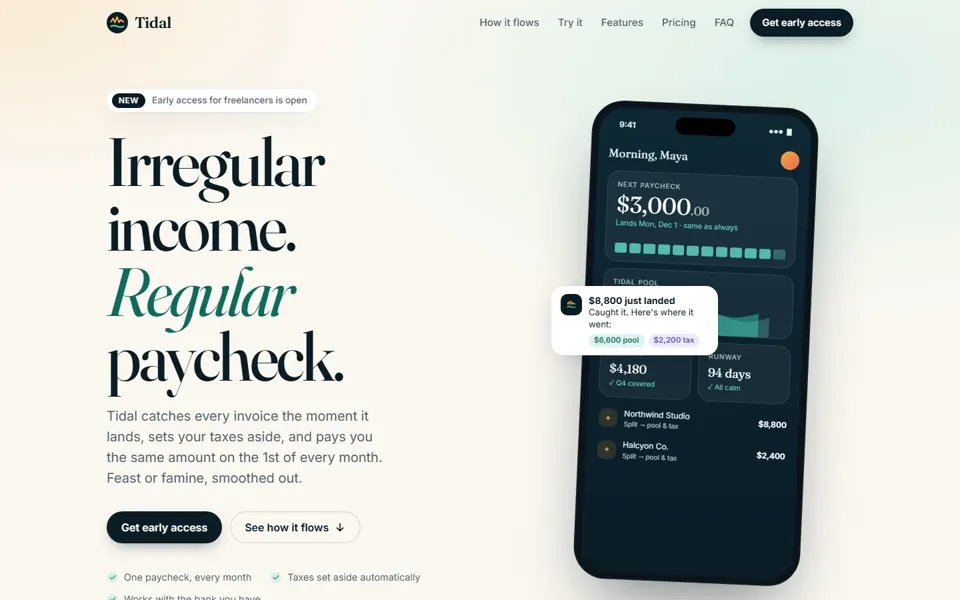 Tidal
How it flows
Try it
Features
Pricing
FAQ
Get early access
NEW Early access for freelancers is open
Irregular
income.
Regular
paycheck.
Tidal catches every invoice the moment it
lands, sets your taxes aside, and pays you
the same amount on the 1st of every month.
Feast or famine, smoothed out.
Get early access
See how it flows ↓
One paycheck, every month
Taxes set aside automatically
Works with the bank you have
9:41
Morning, Maya
NEXT PAYCHECK
$3,000.00
Lands Mon, Dec 1 · same as always
TIDAL POOL
$8,800 just landed
Caught it. Here's where it
went:
$6,600 pool
$2,200 tax
$4,180
✓ Q4 covered
RUNWAY
94 days
✓ All calm
Northwind Studio
Split → pool & tax
$8,800
Halcyon Co.
Split → pool & tax
$2,400